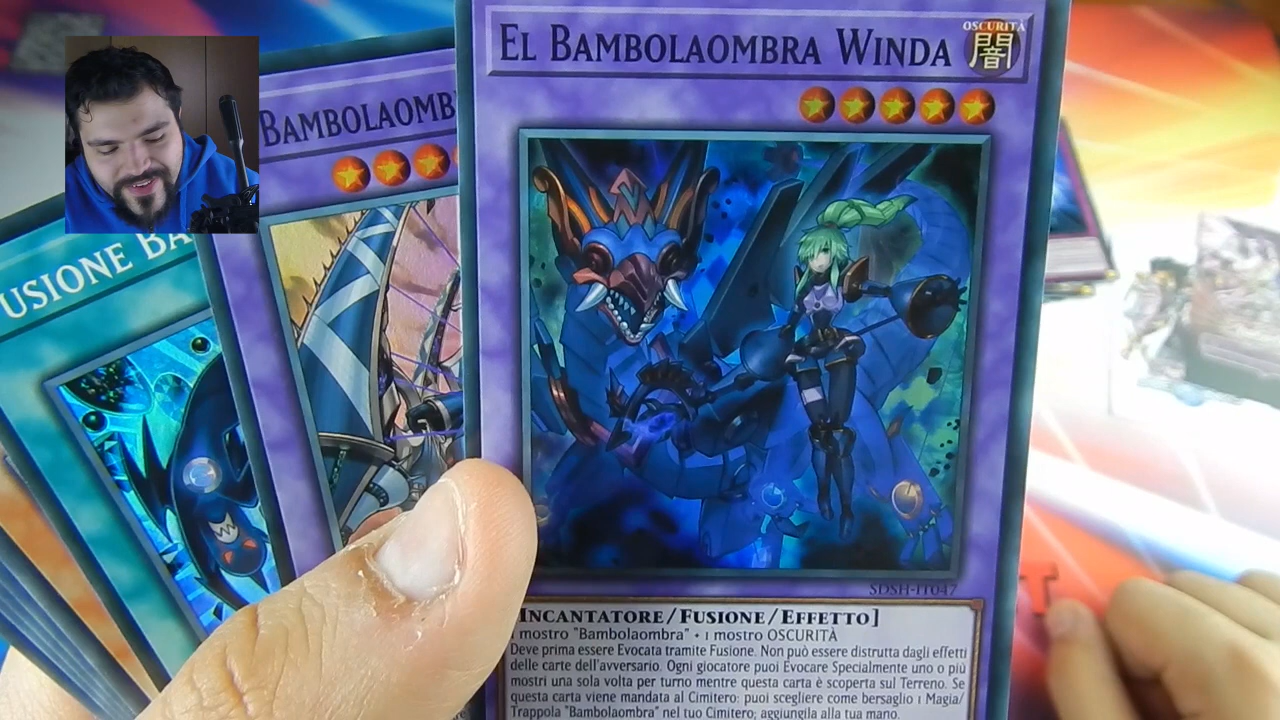 EL BAMBOLAOMBRA WINDA
OSCURITÀ
闇
BAMBOLAOMB
USIONE BA
SDSH-IT047
[INCANTATORE/FUSIONE/EFFETTO]
1 mostro "Bambolaombra" + 1 mostro OSCURITÀ
Deve prima essere Evocata tramite Fusione. Non può essere distrutta dagli effetti
delle carte dell'avversario. Ogni giocatore puoi Evocare Specialmente uno o più
mostri una sola volta per turno mentre questa carta è scoperta sul Terreno. Se
questa carta viene mandata al Cimitero: puoi scegliere come bersaglio 1 Magia/
Trappola "Bambolaombra" nel tuo Cimitero; aggiungila alla tua mano.